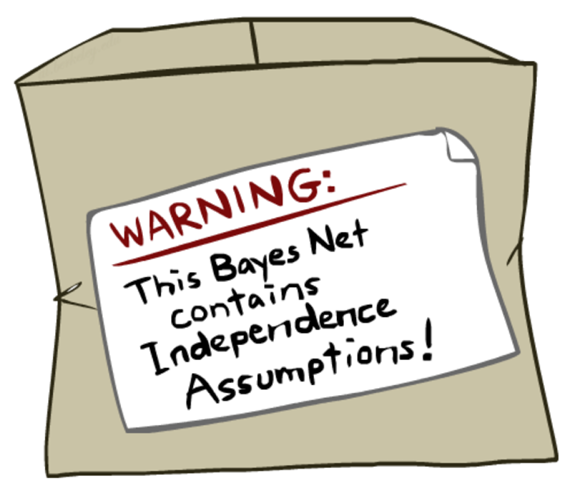 WARNING:
This Bayes Net
contains
Independence
Assumptions!